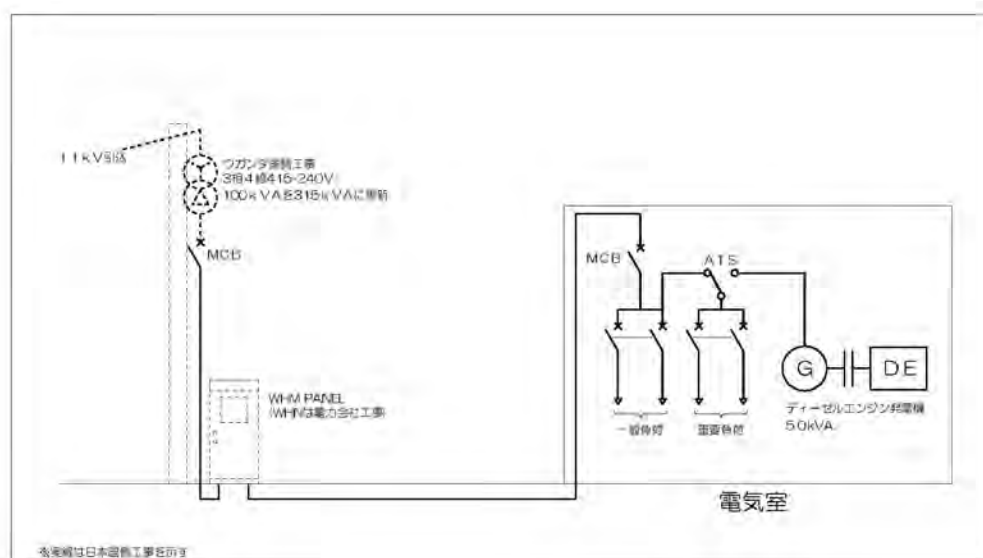 11kV引込
ウガンダ側工事
3相4線415-240V
100kVAを315kVAに更新
MCB
MCB
ATS
G
DE
ディーゼルエンジン発電機
50kVA
WHM PANEL
(WHMは電力会社工事)
一般負荷
重要負荷
電気室
実線は日本国側工事を示す